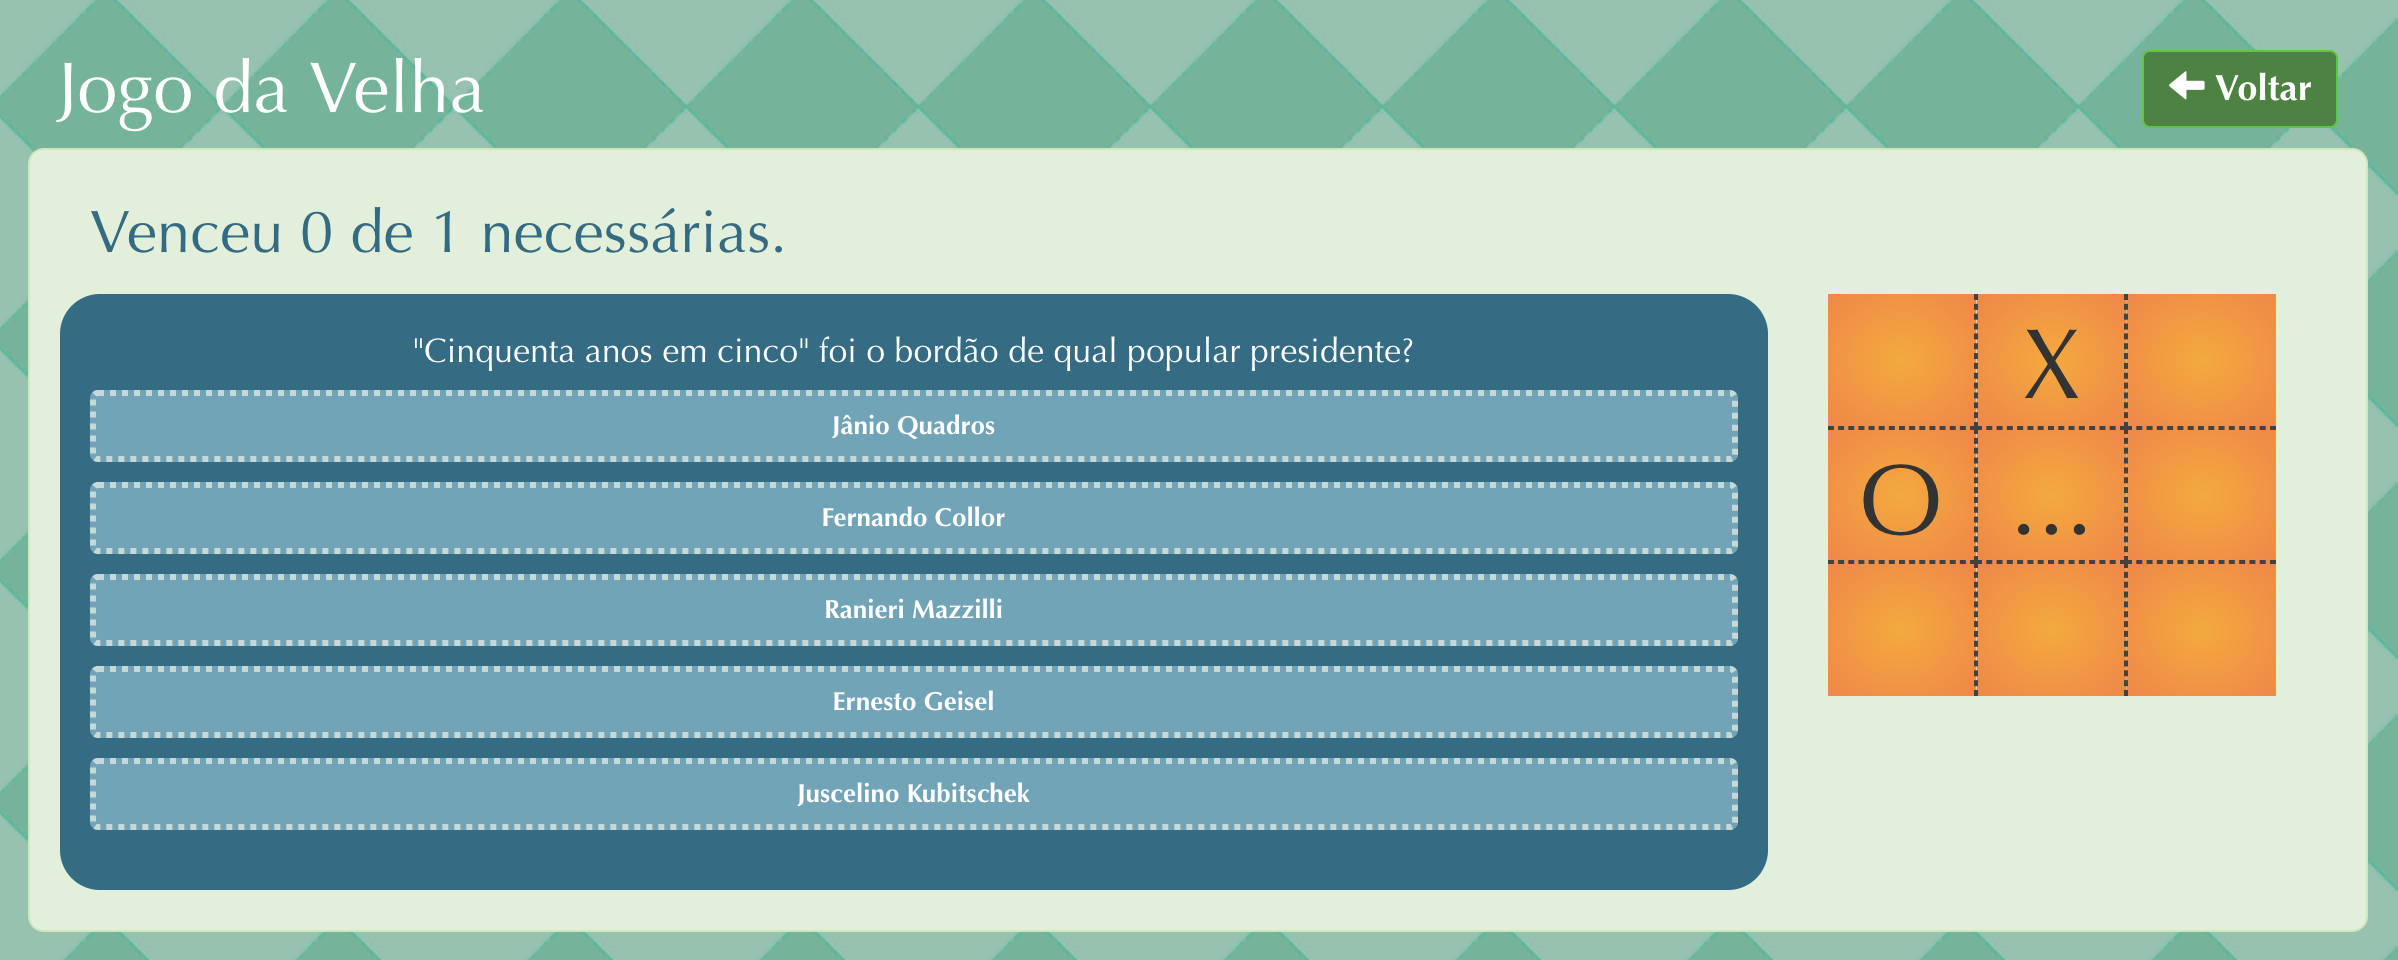 Jogo da Velha
Voltar
Venceu 0 de 1 necessárias.
"Cinquenta anos em cinco" foi o bordão de qual popular presidente?
Jânio Quadros
Fernando Collor
Ranieri Mazzilli
Ernesto Geisel
Juscelino Kubitschek
X
O ...